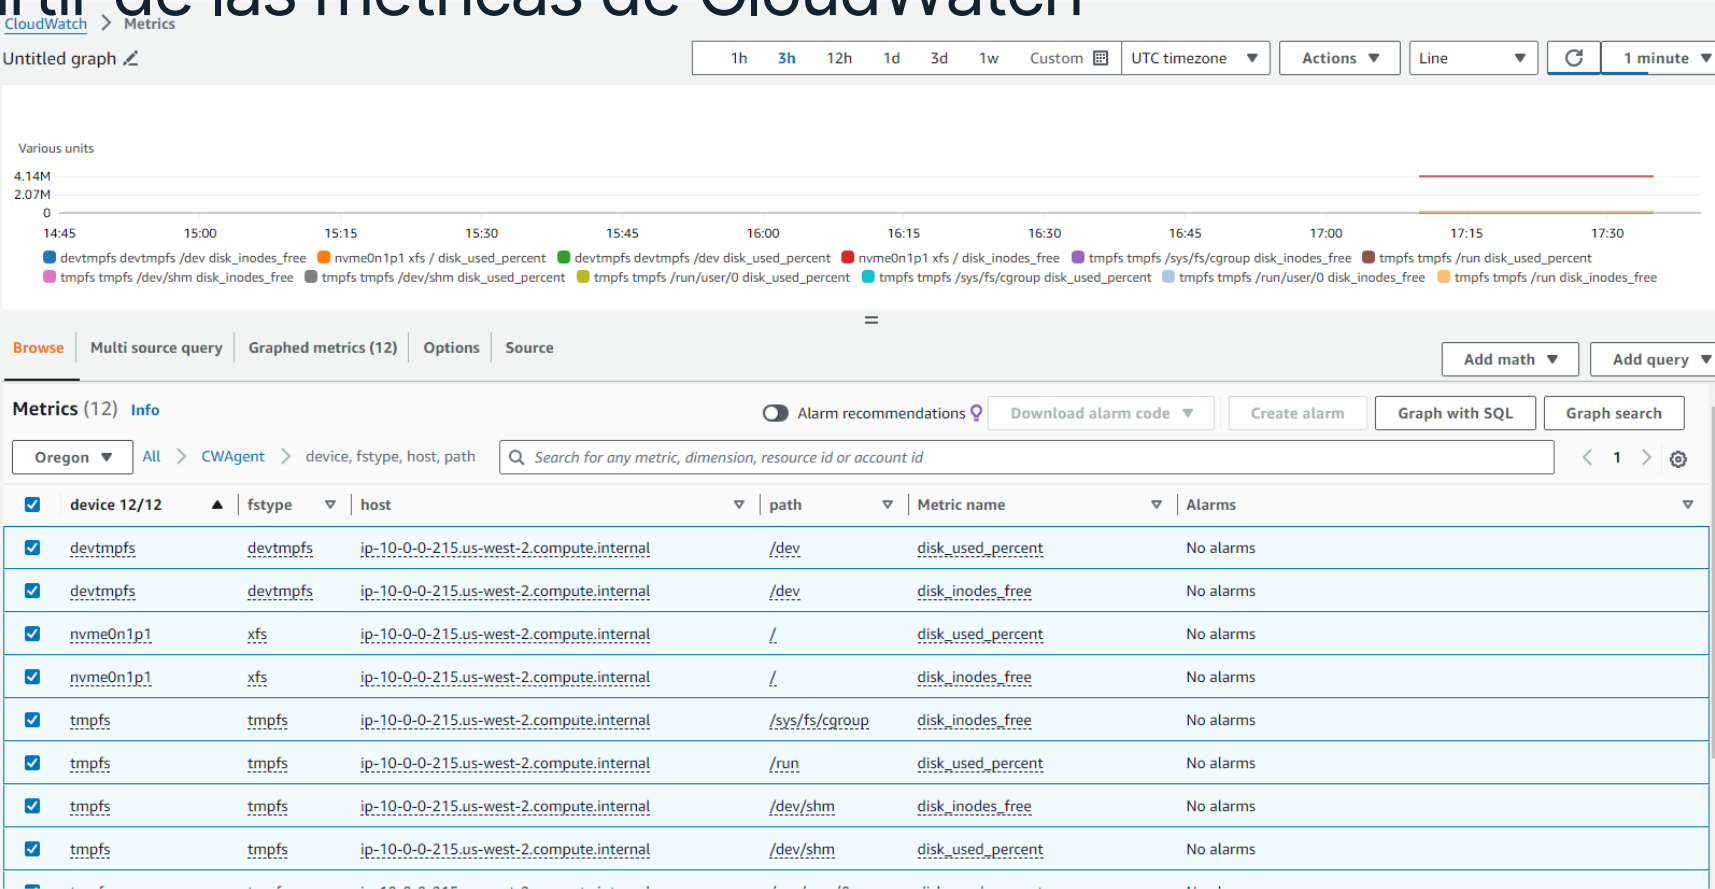 rtir de las métricas de CloudWatch
CloudWatch > Metrics
Untitled graph
1h 3h 12h 1d 3d 1w Custom UTC timezone Actions Line 1 minute
Various units
4.14M
2.07M
0
14:45 15:00 15:15 15:30 15:45 16:00 16:15 16:30 16:45 17:00 17:15 17:30
devtmpfs devtmpfs /dev disk_inodes_free nvme0n1p1 xfs / disk_used_percent devtmpfs devtmpfs /dev disk_used_percent nvme0n1p1 xfs / disk_inodes_free tmpfs tmpfs /sys/fs/cgroup disk_inodes_free tmpfs tmpfs /run disk_used_percent
tmpfs tmpfs /dev/shm disk_inodes_free tmpfs tmpfs /dev/shm disk_used_percent tmpfs tmpfs /run/user/0 disk_used_percent tmpfs tmpfs /sys/fs/cgroup disk_used_percent tmpfs tmpfs /run/user/0 disk_inodes_free tmpfs tmpfs /run disk_inodes_free
Browse Multi source query Graphed metrics (12) Options Source
Add math Add query
Metrics (12) Info
Alarm recommendations Download alarm code Create alarm Graph with SQL Graph search
Oregon All > CWAgent > device, fstype, host, path Search for any metric, dimension, resource id or account id < 1 >
device 12/12 fstype host path Metric name Alarms
devtmpfs devtmpfs ip-10-0-0-215.us-west-2.compute.internal /dev disk_used_percent No alarms
devtmpfs devtmpfs ip-10-0-0-215.us-west-2.compute.internal /dev disk_inodes_free No alarms
nvme0n1p1 xfs ip-10-0-0-215.us-west-2.compute.internal / disk_used_percent No alarms
nvme0n1p1 xfs ip-10-0-0-215.us-west-2.compute.internal / disk_inodes_free No alarms
tmpfs tmpfs ip-10-0-0-215.us-west-2.compute.internal /sys/fs/cgroup disk_inodes_free No alarms
tmpfs tmpfs ip-10-0-0-215.us-west-2.compute.internal /run disk_used_percent No alarms
tmpfs tmpfs ip-10-0-0-215.us-west-2.compute.internal /dev/shm disk_inodes_free No alarms
tmpfs tmpfs ip-10-0-0-215.us-west-2.compute.internal /dev/shm disk_used_percent No alarms